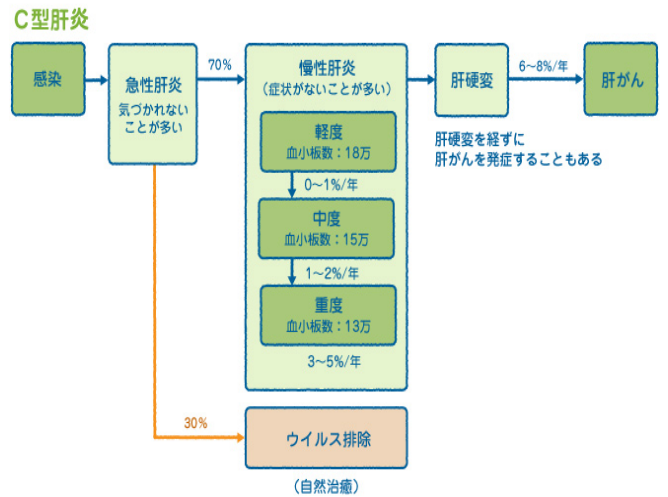 C型肝炎
感染
急性肝炎
気づかれない
ことが多い
70%
慢性肝炎
（症状がないことが多い）
軽度
血小板数：18万
0〜1%/年
中度
血小板数：15万
1〜2%/年
重度
血小板数：13万
3〜5%/年
肝硬変
6〜8%/年
肝がん
肝硬変を経ずに
肝がんを発症することもある
30%
ウイルス排除
（自然治癒）